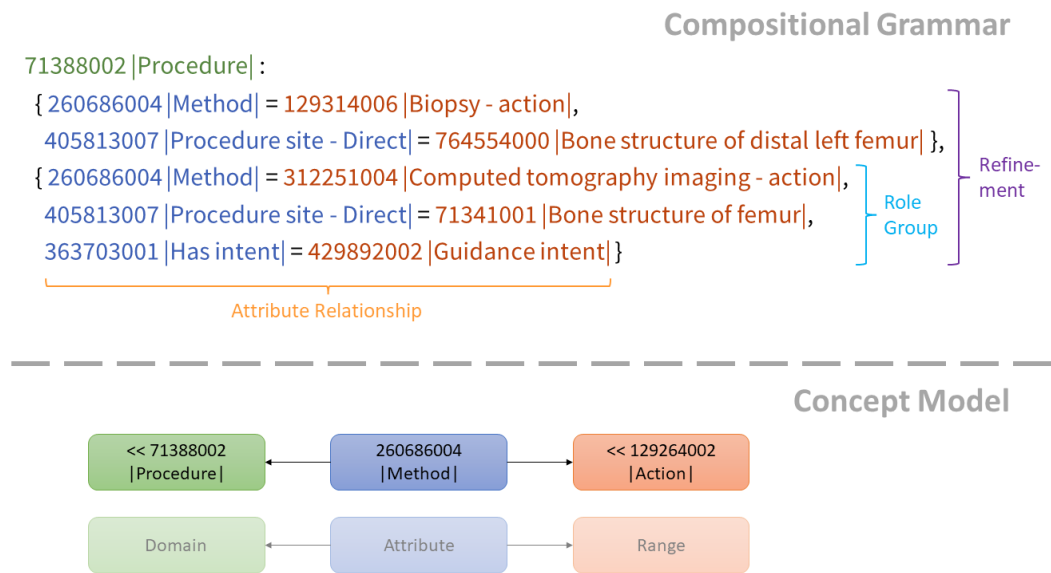 Compositional Grammar
71388002 |Procedure| :
{ 260686004 |Method| = 129314006 |Biopsy - action|,
405813007 |Procedure site - Direct| = 764554000 |Bone structure of distal left femur| },
{ 260686004 |Method| = 312251004 |Computed tomography imaging - action|,
405813007 |Procedure site - Direct| = 71341001 |Bone structure of femur|,
363703001 |Has intent| = 429892002 |Guidance intent| }
Role
Group
Refine-
ment
Attribute Relationship
Concept Model
<< 71388002
|Procedure|
260686004
|Method|
<< 129264002
|Action|
Domain
Attribute
Range